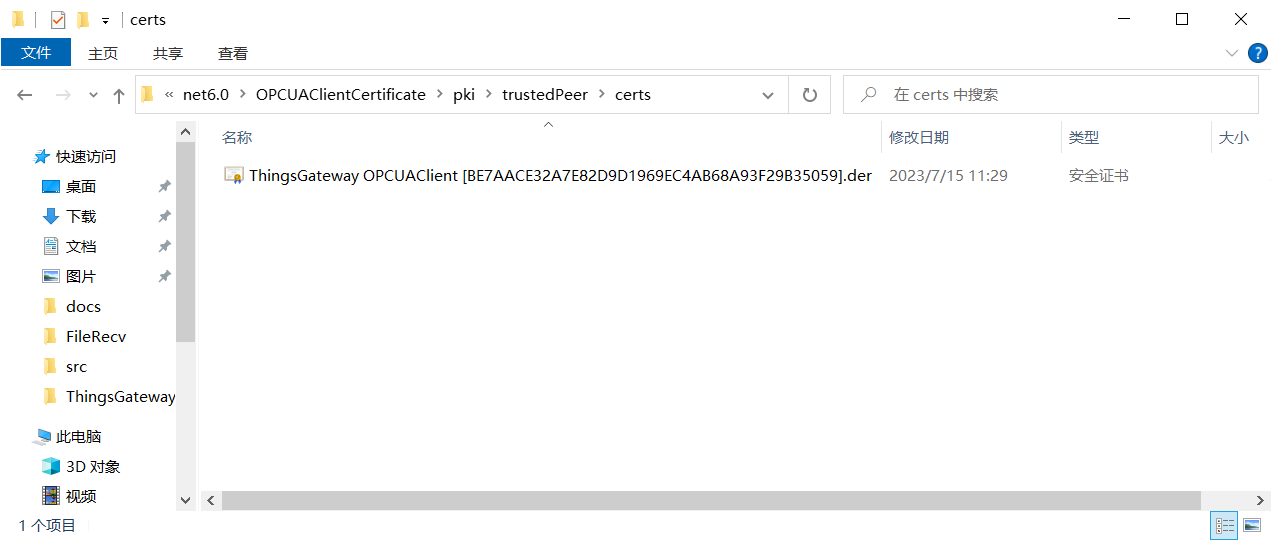 certs
文件 主页 共享 查看
« net6.0 > OPCUAClientCertificate > pki > trustedPeer > certs
在 certs 中搜索
名称 修改日期 类型 大小
ThingsGateway OPCUAClient [BE7AACE32A7E82D9D1969EC4AB68A93F29B35059].der 2023/7/15 11:29 安全证书
快速访问
桌面
下载
文档
图片
docs
FileRecv
src
ThingsGateway
此电脑
3D 对象
视频
1 个项目